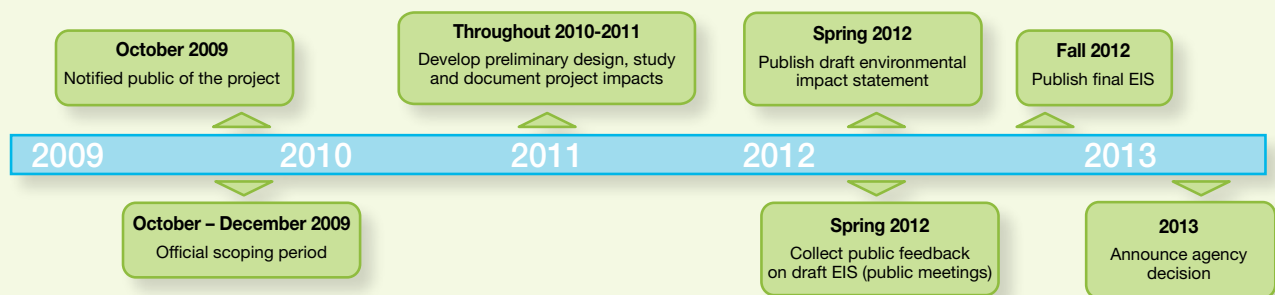 October 2009
Notified public of the project
Throughout 2010-2011
Develop preliminary design, study
and document project impacts
Spring 2012
Publish draft environmental
impact statement
Fall 2012
Publish final EIS
2009 2010 2011 2012 2013
October – December 2009
Official scoping period
Spring 2012
Collect public feedback
on draft EIS (public meetings)
2013
Announce agency
decision